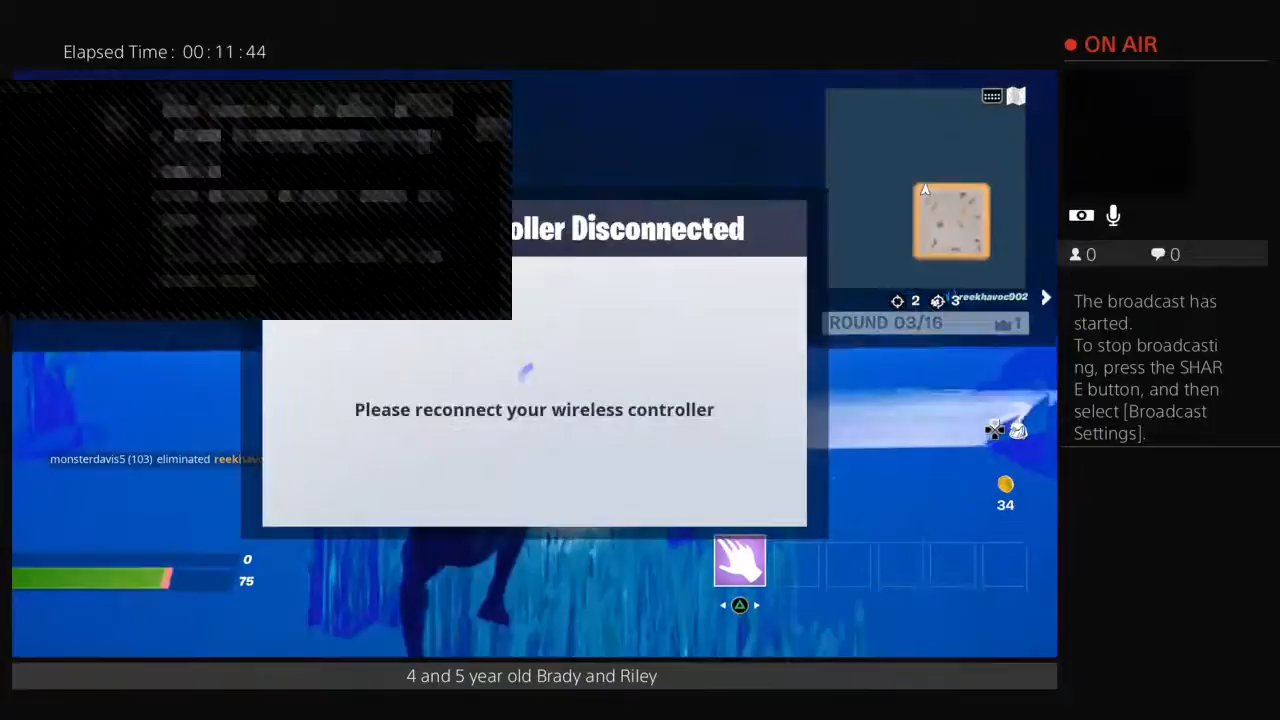 Elapsed Time: 00:11:44
ON AIR
oller Disconnected
2
3
reekhavoc902
ROUND 03/16
1
0
0
The broadcast has
started.
To stop broadcasti
ng, press the SHAR
E button, and then
select [Broadcast
Settings].
Please reconnect your wireless controller
monsterdavis5 (103) eliminated reekhavo
34
0
75
4 and 5 year old Brady and Riley